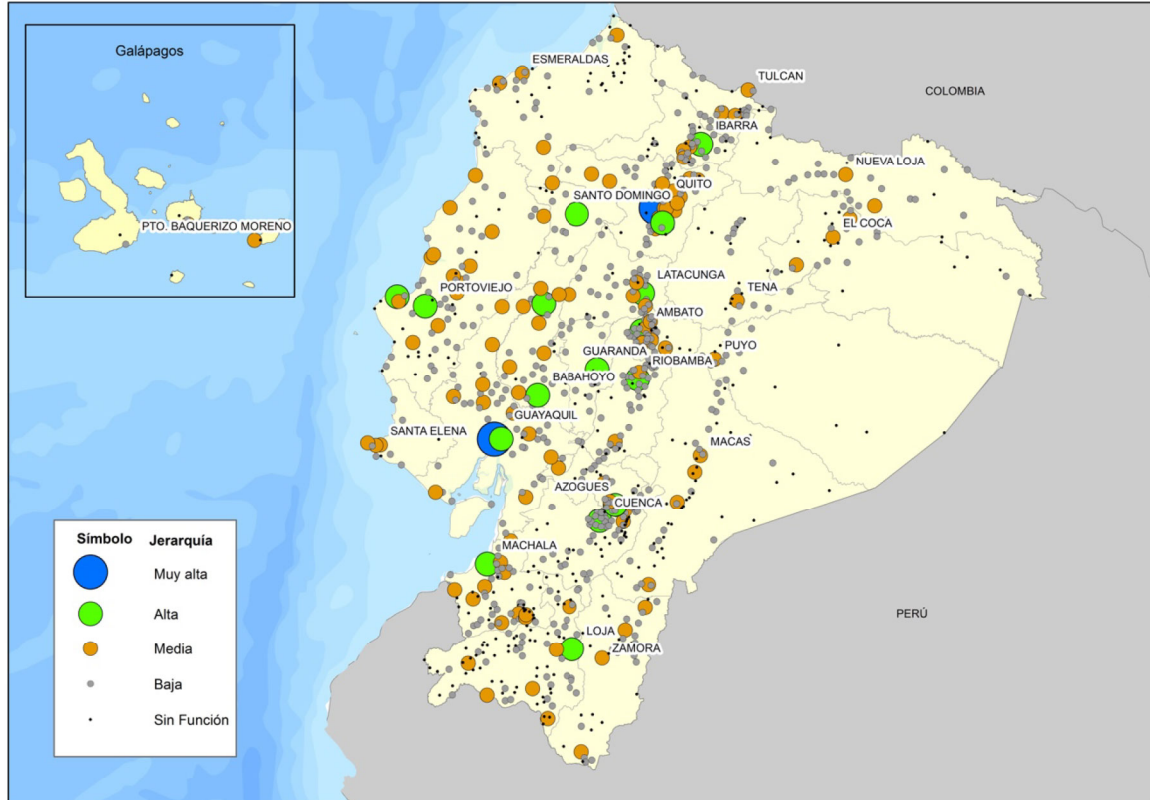 Galápagos
PTO. BAQUERIZO MORENO
ESMERALDAS
TULCAN
COLOMBIA
IBARRA
NUEVA LOJA
QUITO
SANTO DOMINGO
EL COCA
LATACUNGA
PORTOVIEJO
TENA
AMBATO
PUYO
GUARANDA
RIOBAMBA
BABAHOYO
GUAYAQUIL
SANTA ELENA
MACAS
AZOGUES
CUENCA
MACHALA
PERÚ
LOJA
ZAMORA
Símbolo Jerarquía
Muy alta
Alta
Media
Baja
Sin Función